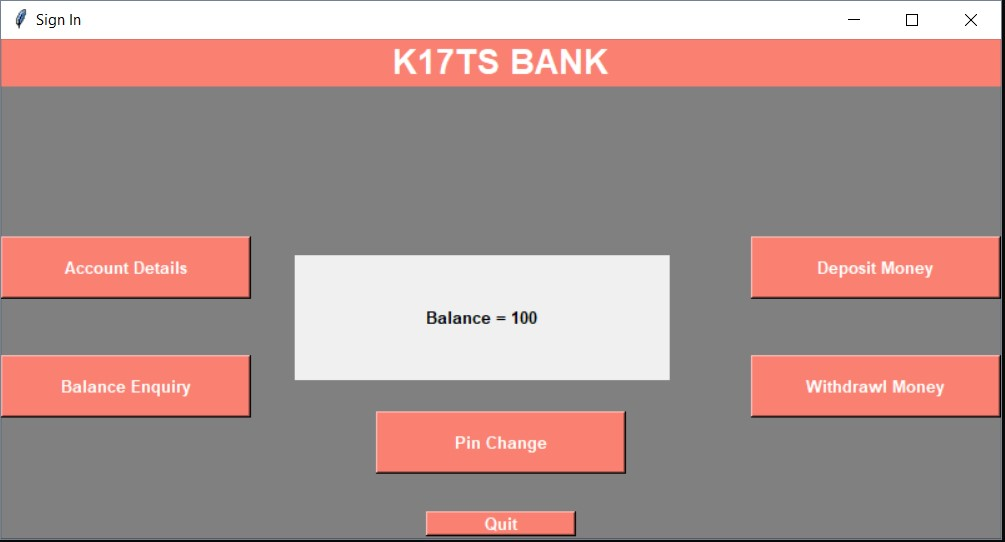 Sign In
K17TS BANK
Account Details
Deposit Money
Balance = 100
Balance Enquiry
Withdrawl Money
Pin Change
Quit